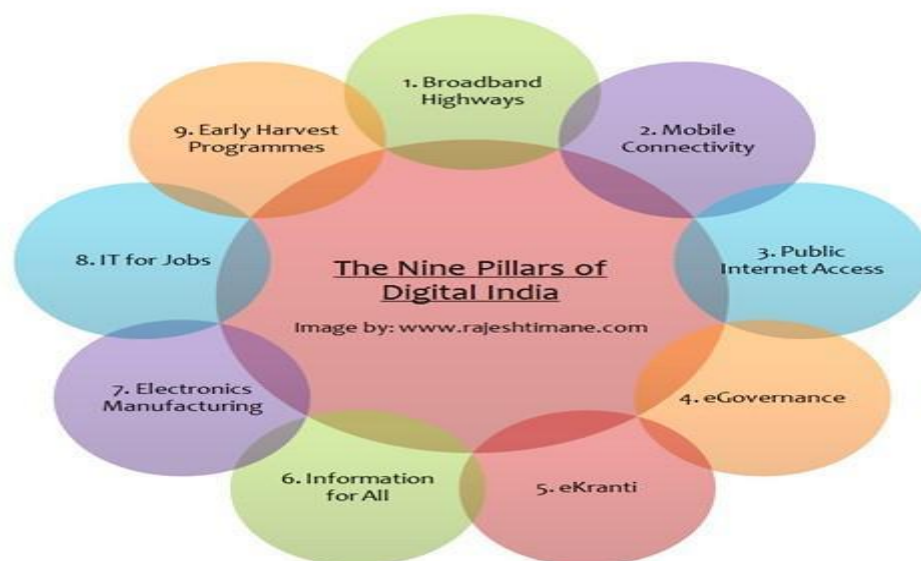 1. Broadband
Highways
2. Mobile
Connectivity
3. Public
Internet Access
4. eGovernance
5. eKranti
6. Information
for All
7. Electronics
Manufacturing
8. IT for Jobs
9. Early Harvest
Programmes
The Nine Pillars of
Digital India
Image by: www.rajeshtimane.com